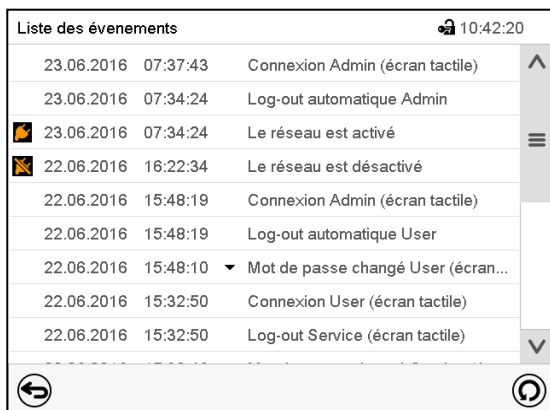 Liste des évenements 10:42:20
23.06.2016 07:37:43 Connexion Admin (écran tactile)
23.06.2016 07:34:24 Log-out automatique Admin
23.06.2016 07:34:24 Le réseau est activé
22.06.2016 16:22:34 Le réseau est désactivé
22.06.2016 15:48:19 Connexion Admin (écran tactile)
22.06.2016 15:48:19 Log-out automatique User
22.06.2016 15:48:10 Mot de passe changé User (écran...
22.06.2016 15:32:50 Connexion User (écran tactile)
22.06.2016 15:32:50 Log-out Service (écran tactile)